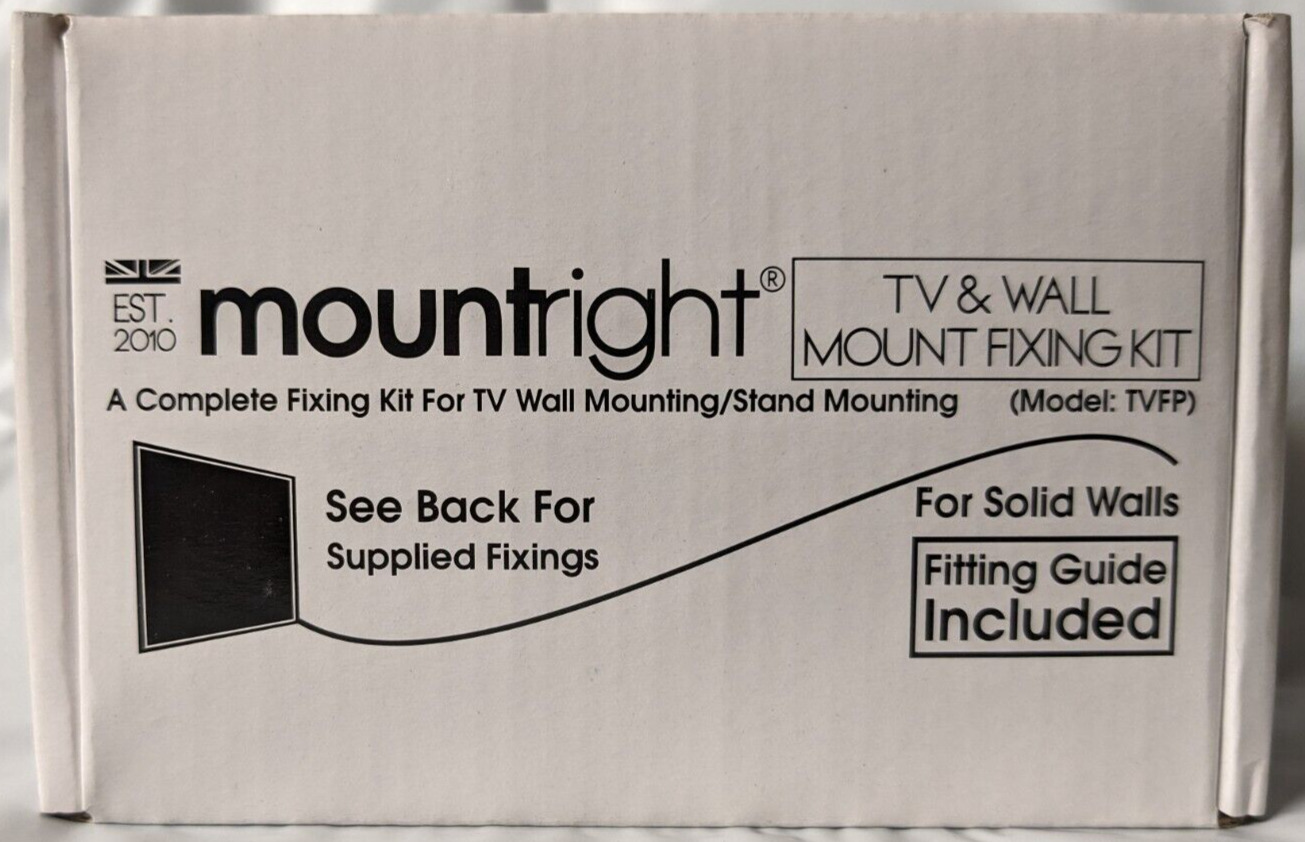 EST.
2010
mountright®
TV & WALL
MOUNT FIXING KIT
A Complete Fixing Kit For TV Wall Mounting/Stand Mounting (Model: TVFP)
See Back For
Supplied Fixings
For Solid Walls
Fitting Guide
Included